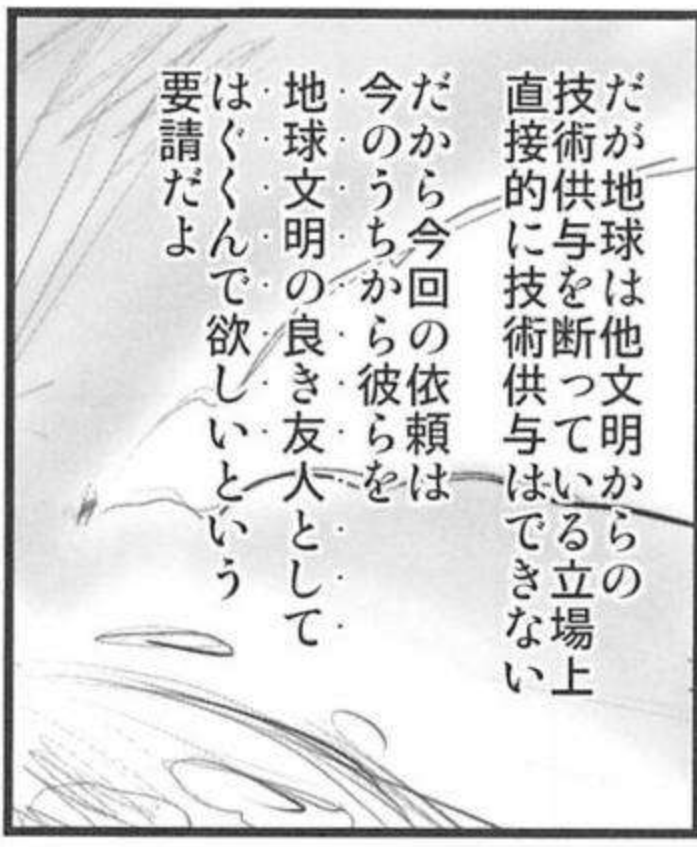 だが地球は他文明からの
技術供与を断っている立場上
直接的に技術供与はできない
だから今回の依頼は
今のうちから彼らを
地球文明の良き友人として
はぐくんで欲しいという
要請だよ